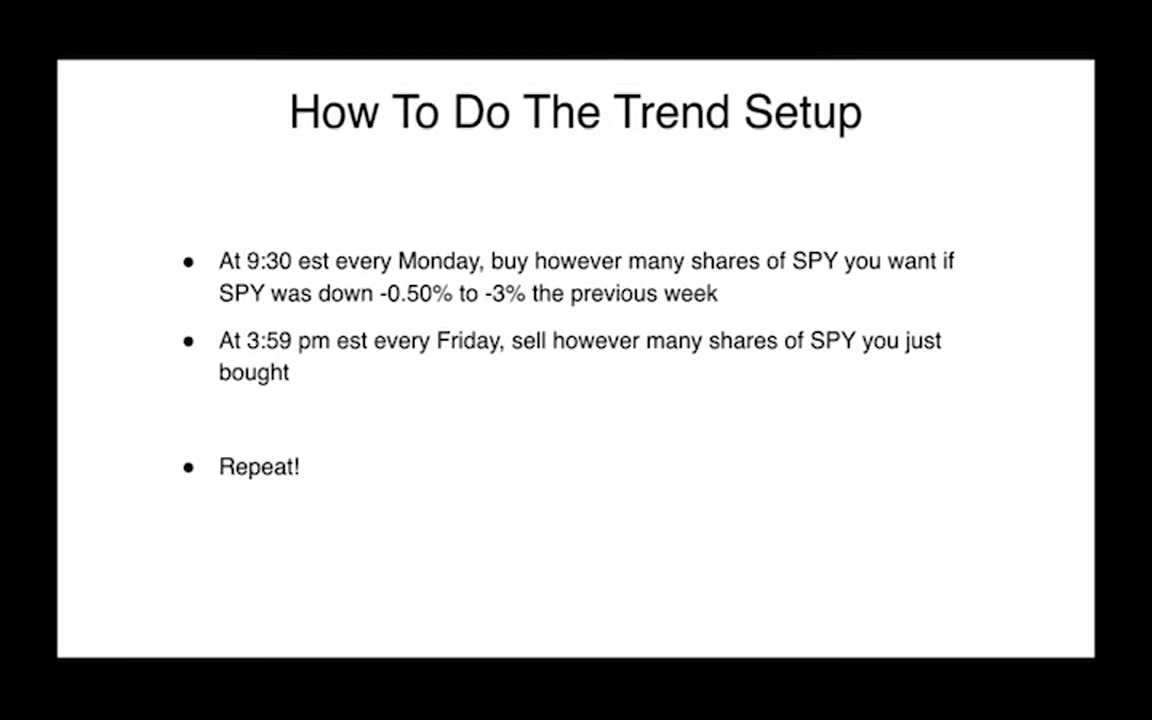 How To Do The Trend Setup
● At 9:30 est every Monday, buy however many shares of SPY you want if
SPY was down -0.50% to -3% the previous week
● At 3:59 pm est every Friday, sell however many shares of SPY you just
bought
● Repeat!